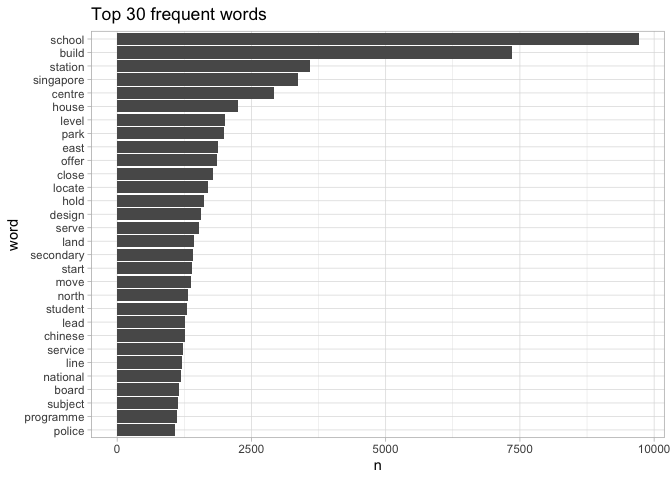 Top 30 frequent words
word
school
build
station
singapore
centre
house
level
park
east
offer
close
locate
hold
design
serve
land
secondary
start
move
north
student
lead
chinese
service
line
national
board
subject
programme
police
0 2500 5000 7500 10000
n